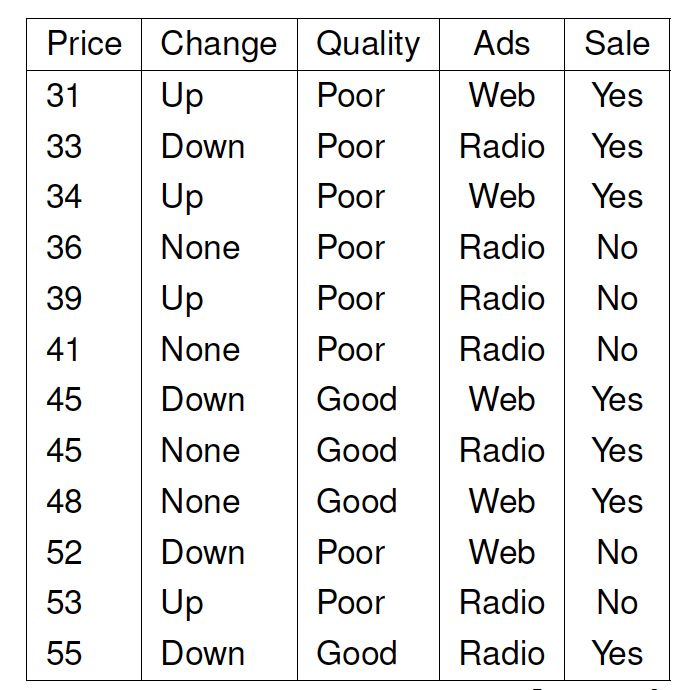 Price Change Quality Ads Sale
31 Up Poor Web Yes
33 Down Poor Radio Yes
34 Up Poor Web Yes
36 None Poor Radio No
39 Up Poor Radio No
41 None Poor Radio No
45 Down Good Web Yes
45 None Good Radio Yes
48 None Good Web Yes
52 Down Poor Web No
53 Up Poor Radio No
55 Down Good Radio Yes